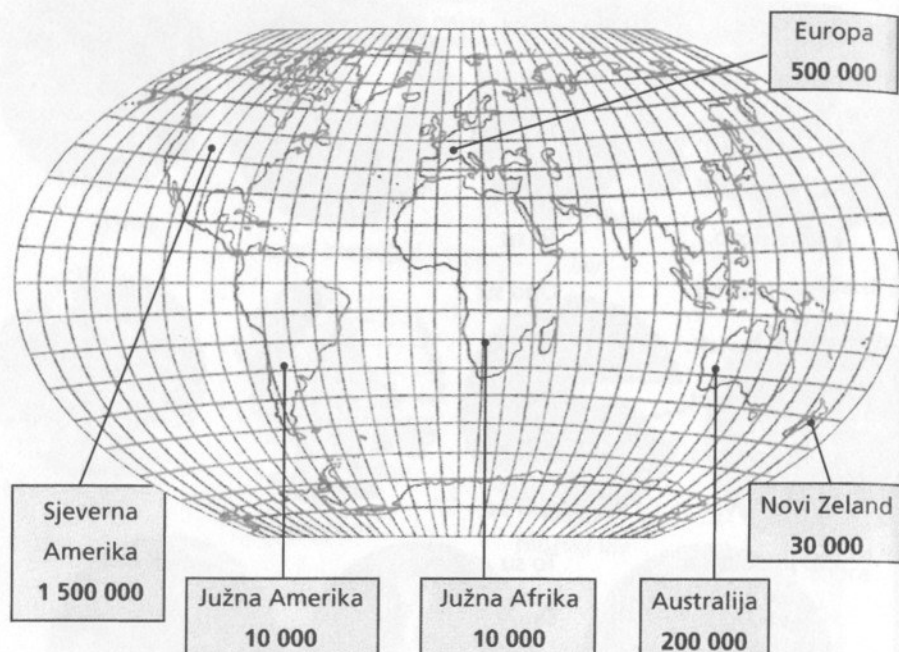 Europa
500 000
Sjeverna
Amerika
1 500 000
Južna Amerika
10 000
Južna Afrika
10 000
Australija
200 000
Novi Zeland
30 000